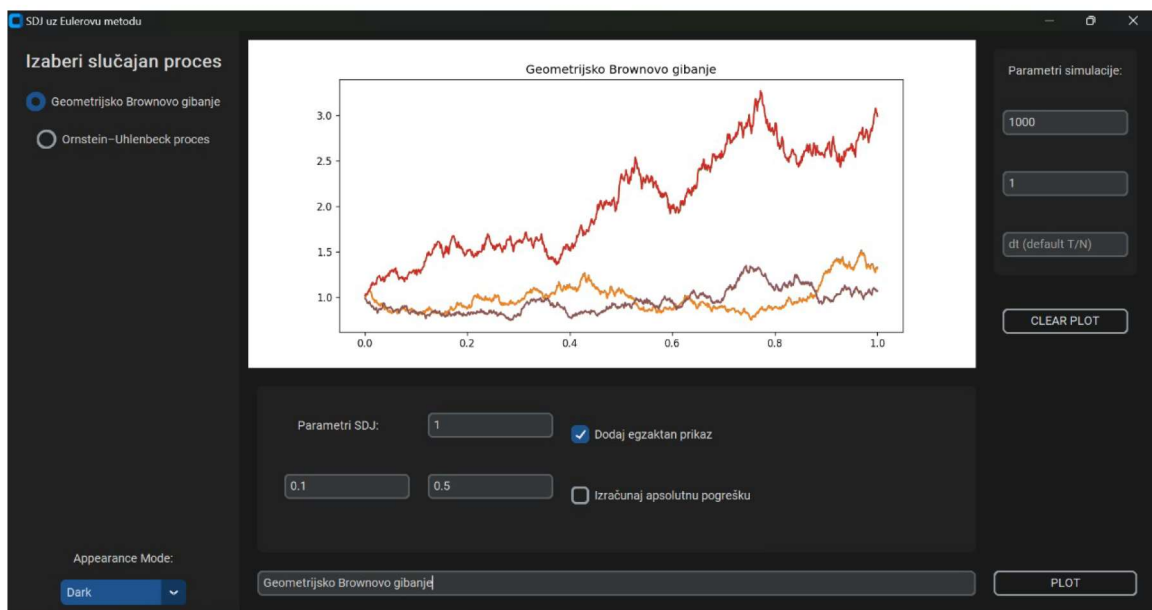 SDJ uz Eulerovu metodu
Izaberi slučajan proces
Geometrijsko Brownovo gibanje
Ornstein–Uhlenbeck proces
Appearance Mode:
Dark
Geometrijsko Brownovo gibanje
3.0
2.5
2.0
1.5
1.0
0.0 0.2 0.4 0.6 0.8 1.0
Parametri SDJ:
1
Dodaj egzaktan prikaz
0.1
0.5
Izračunaj apsolutnu pogrešku
Geometrijsko Brownovo gibanje
Parametri simulacije:
1000
1
dt (default T/N)
CLEAR PLOT
PLOT